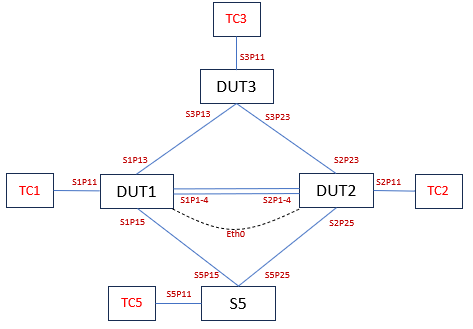 TC3
S3P11
DUT3
S3P13
S3P23
S1P13
S2P23
TC1
S1P11
DUT1
S1P1-4
S2P1-4
DUT2
S2P11
TC2
S1P15
Eth0
S2P25
S5P15
S5P25
TC5
S5P11
S5